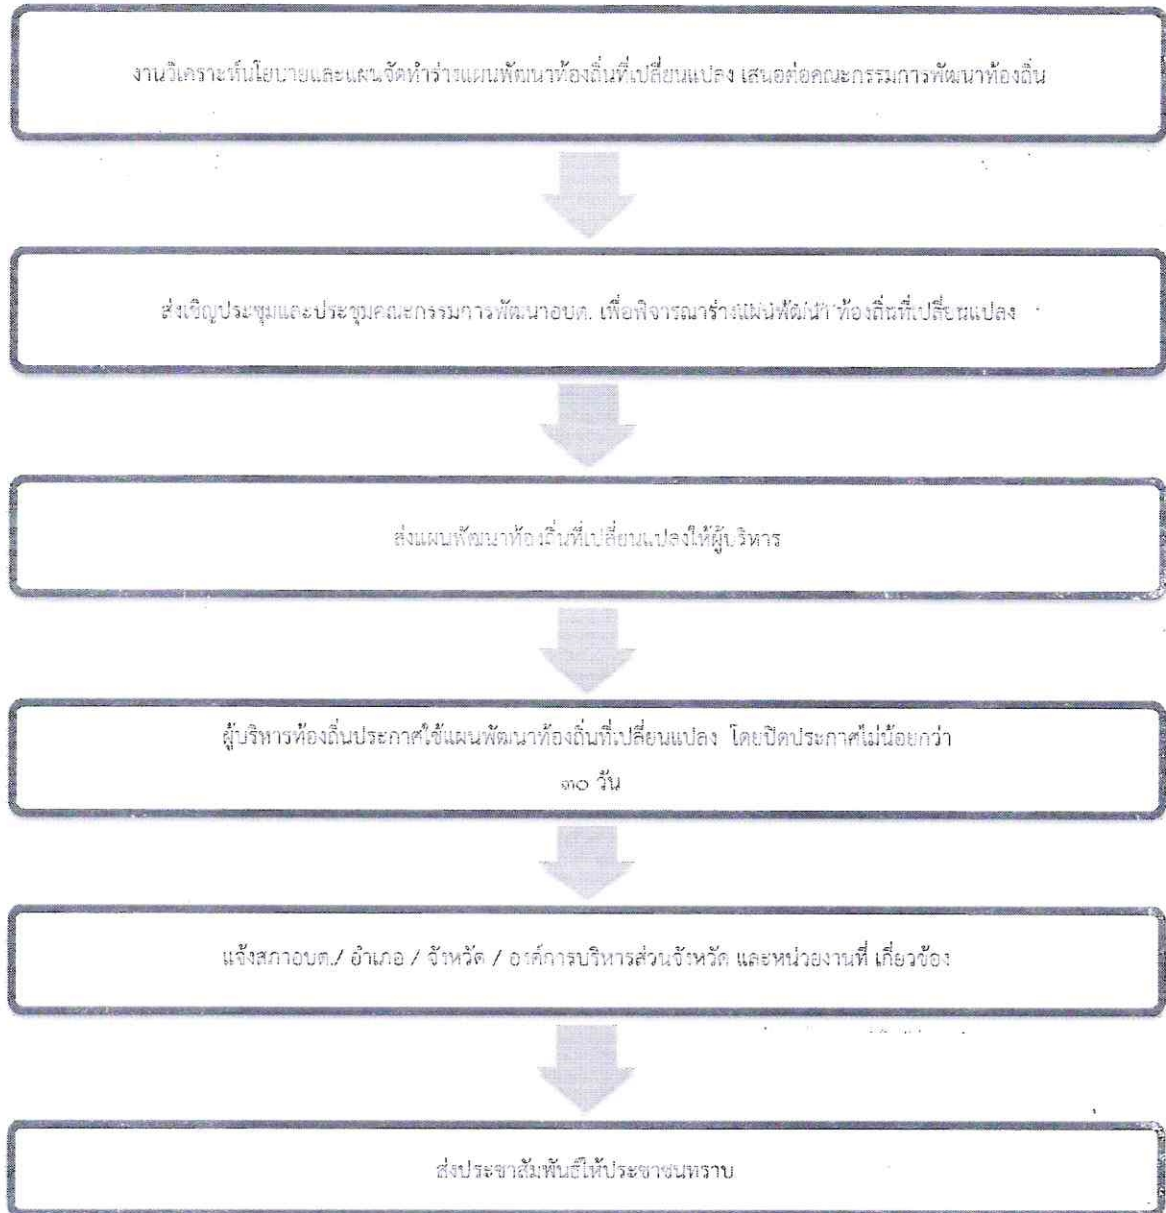 งานวิเคราะห์นโยบายและแผนจัดทำร่างแผนพัฒนาท้องถิ่นที่เปลี่ยนแปลง เสนอต่อคณะกรรมการพัฒนาท้องถิ่น
ส่งเชิญประชุมและประชุมคณะกรรมการพัฒนาอบต. เพื่อพิจารณาร่างแผนพัฒนา ท้องถิ่นที่เปลี่ยนแปลง
ส่งแผนพัฒนาท้องถิ่นที่เปลี่ยนแปลงให้ผู้บริหาร
ผู้บริหารท้องถิ่นประกาศใช้แผนพัฒนาท้องถิ่นที่เปลี่ยนแปลง โดยปิดประกาศไม่น้อยกว่า
๓๐ วัน
แจ้งสภาอบต./ อำเภอ / จังหวัด / องค์การบริหารส่วนจังหวัด และหน่วยงานที่ เกี่ยวข้อง
ส่งประชาสัมพันธ์ให้ประชาชนทราบ